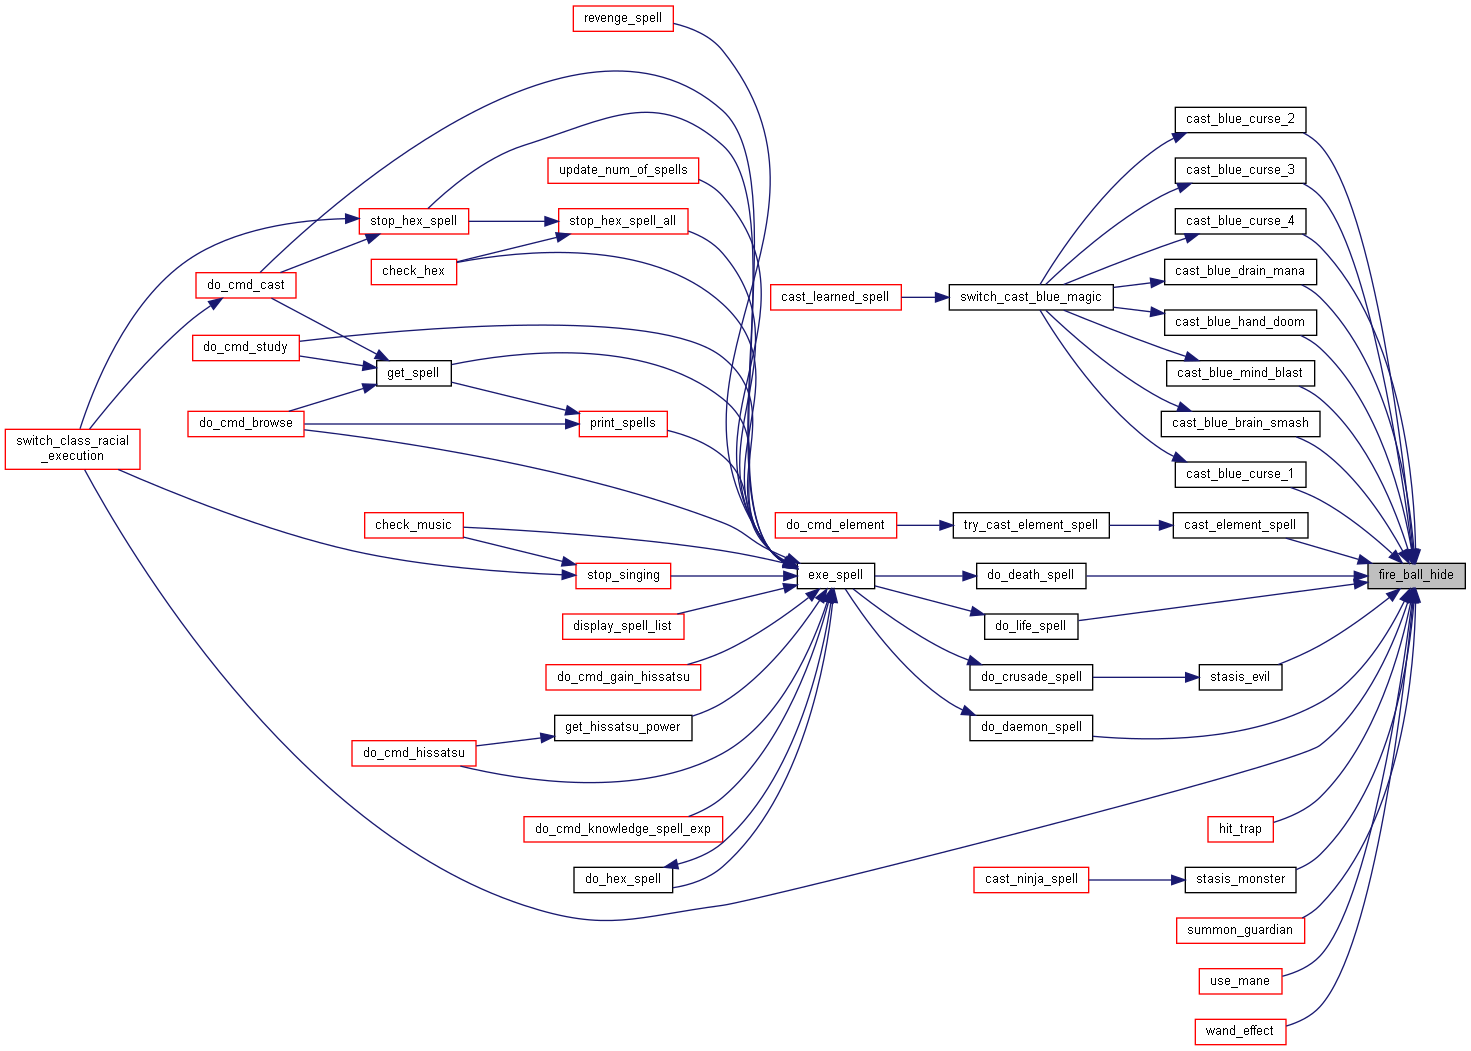 revenge_spell
cast_blue_curse_2
update_num_of_spells
cast_blue_curse_3
stop_hex_spell
stop_hex_spell_all
cast_blue_curse_4
check_hex
cast_blue_drain_mana
do_cmd_cast
cast_learned_spell
switch_cast_blue_magic
cast_blue_hand_doom
do_cmd_study
get_spell
cast_blue_mind_blast
do_cmd_browse
print_spells
cast_blue_brain_smash
switch_class_racial
_execution
cast_blue_curse_1
check_music
do_cmd_element
try_cast_element_spell
cast_element_spell
stop_singing
exe_spell
do_death_spell
fire_ball_hide
display_spell_list
do_life_spell
do_cmd_gain_hissatsu
do_crusade_spell
stasis_evil
get_hissatsu_power
do_daemon_spell
do_cmd_hissatsu
do_cmd_knowledge_spell_exp
hit_trap
do_hex_spell
cast_ninja_spell
stasis_monster
summon_guardian
use_mane
wand_effect